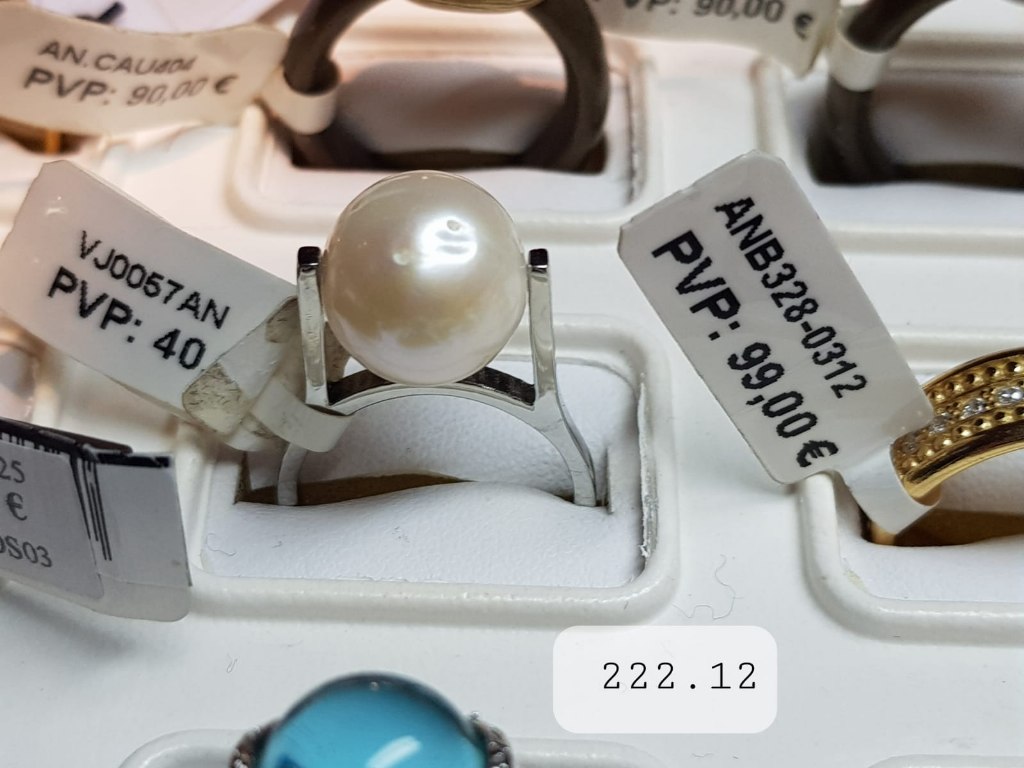 AN.CAU404
PVP: 90,00 €
PVP: 90,00 €
VJ0057AN
PVP: 40
ANB328-0312
PVP: 99,00 €
25
€
DS03
222.12